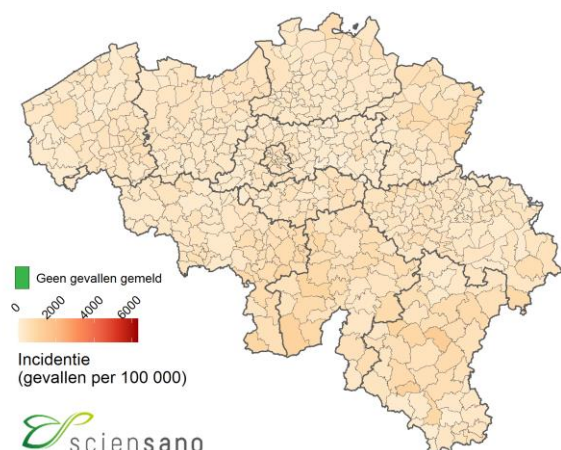 Geen gevallen gemeld
0 2000 4000 6000
Incidentie
(gevallen per 100 000)
sciensano